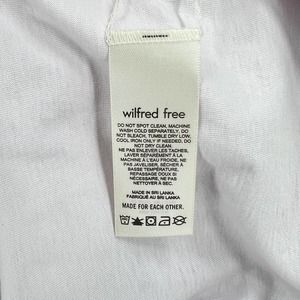 wilfred free
DO NOT SPOT CLEAN, MACHINE
WASH COLD SEPARATELY, DO
NOT BLEACH, TUMBLE DRY LOW,
COOL IRON ONLY IF NEEDED, DO
NOT DRY CLEAN.
NE PAS ENLEVER LES TACHES,
LAVER SÉPARÉMENT À LA
MACHINE À L'EAU FROIDE, NE
PAS JAVELLISER, SÉCHER À
BASSE TEMPÉRATURE,
REPASSAGE DOUX SI
NÉCESSAIRE, NE PAS
NETTOYER À SEC.
MADE IN SRI LANKA
FABRIQUÉ AU SRI LANKA
MADE FOR EACH OTHER.